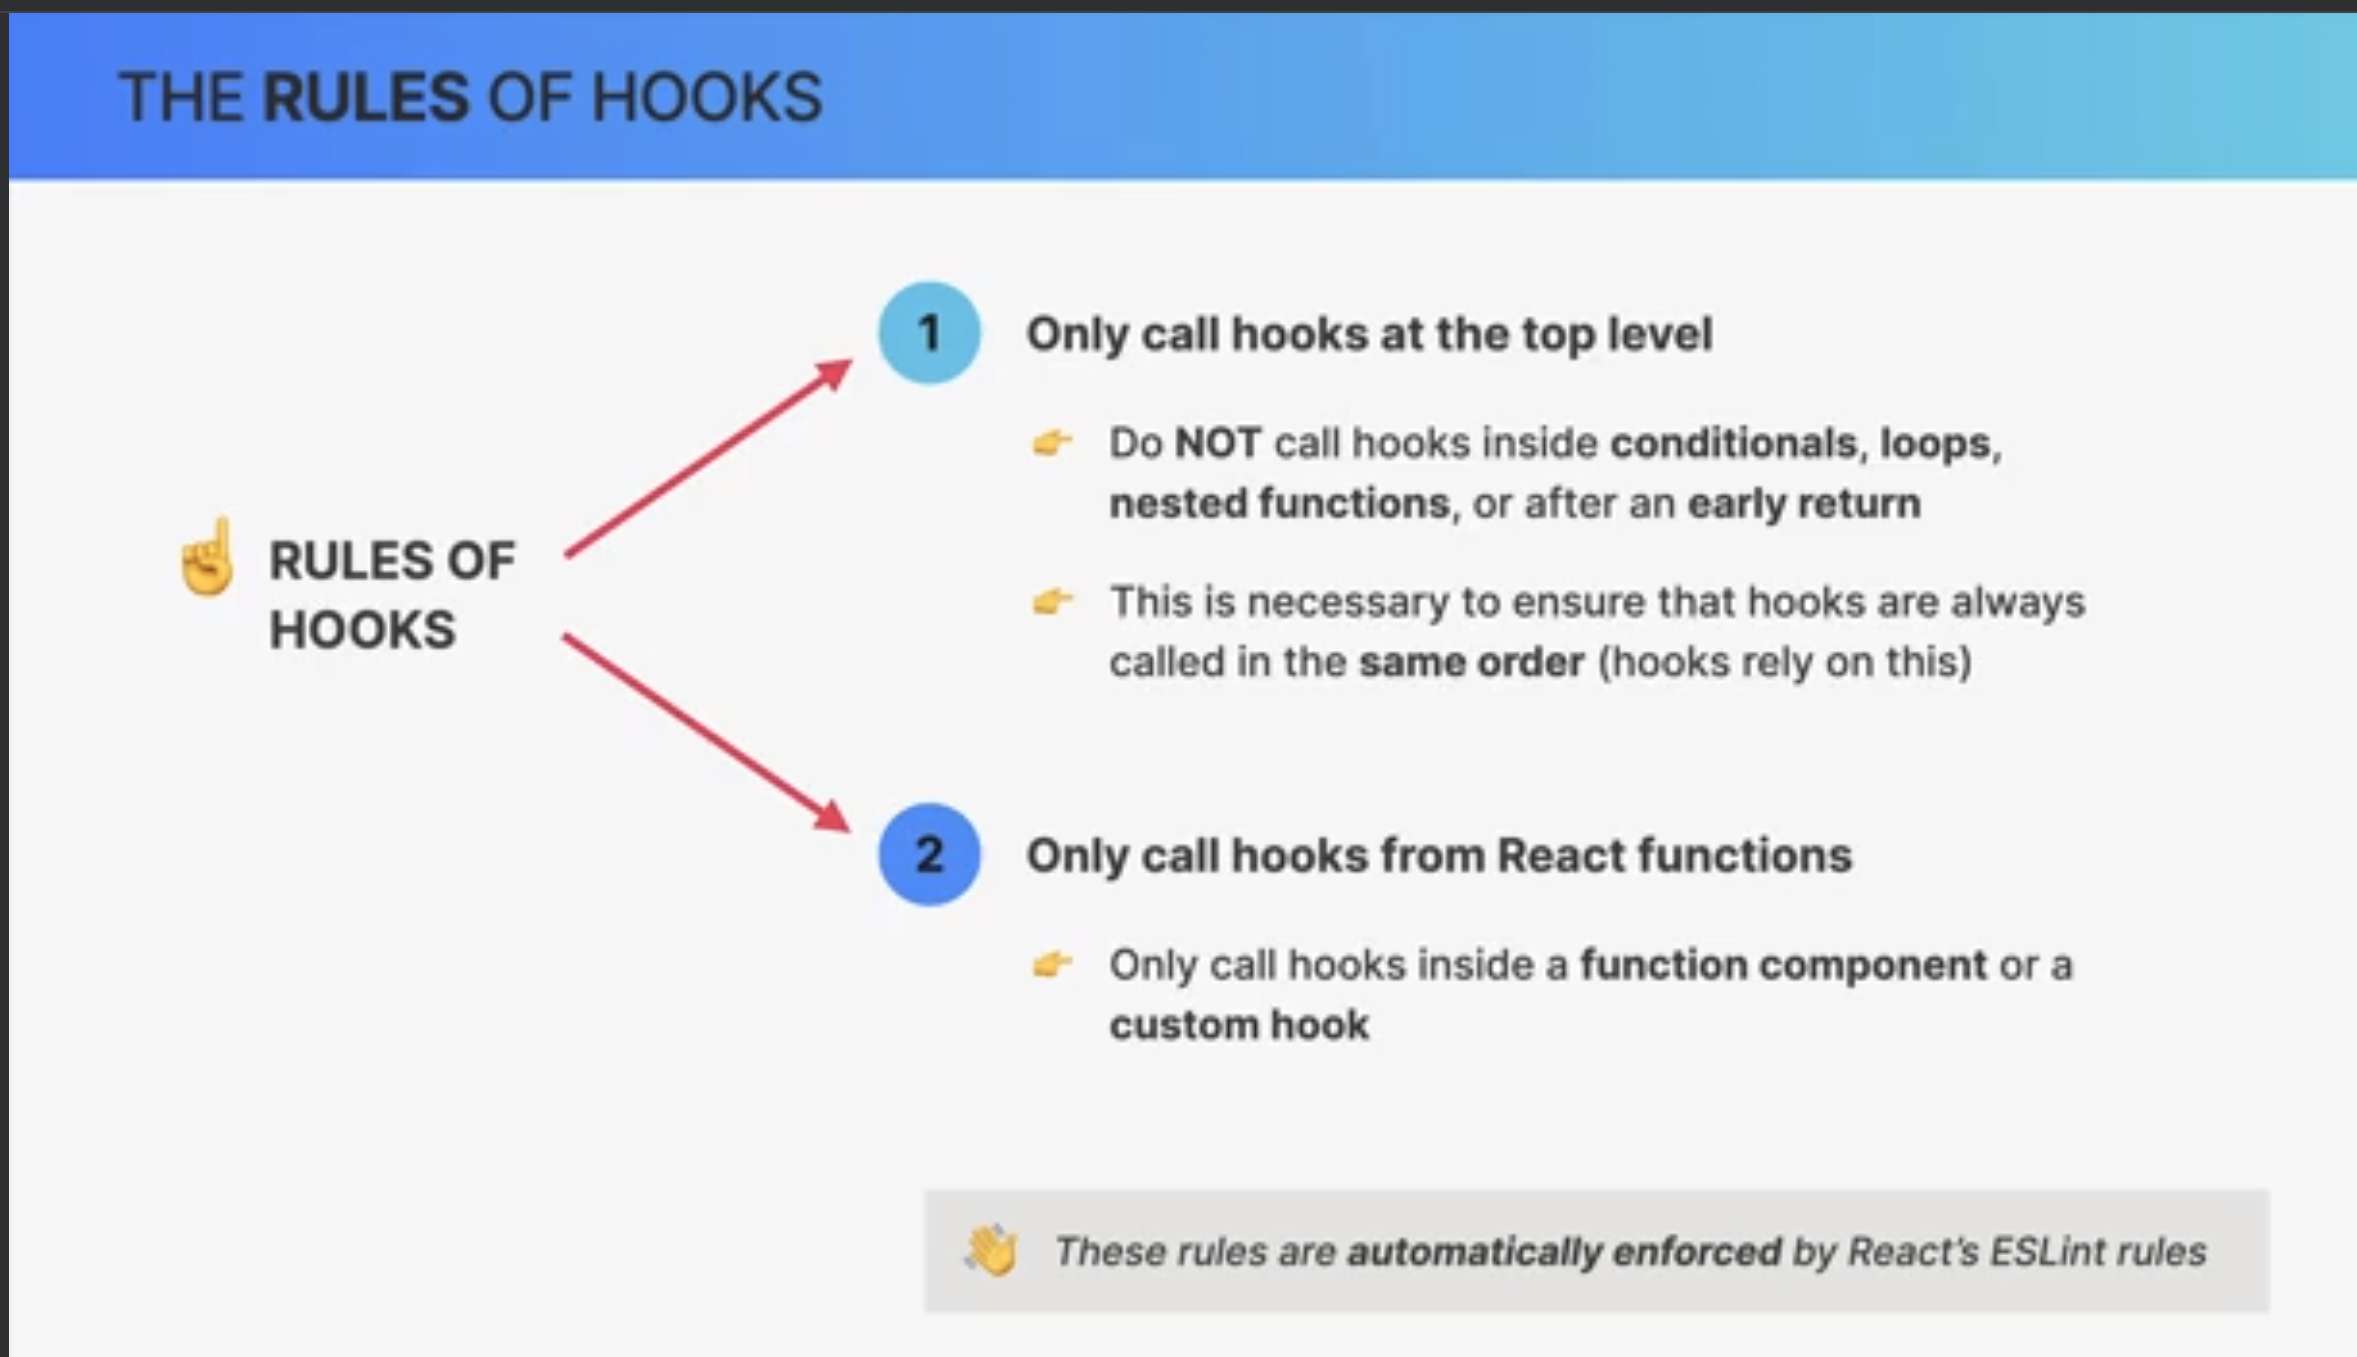 THE RULES OF HOOKS
RULES OF
HOOKS
1
Only call hooks at the top level
Do NOT call hooks inside conditionals, loops,
nested functions, or after an early return
This is necessary to ensure that hooks are always
called in the same order (hooks rely on this)
2
Only call hooks from React functions
Only call hooks inside a function component or a
custom hook
These rules are automatically enforced by React’s ESLint rules